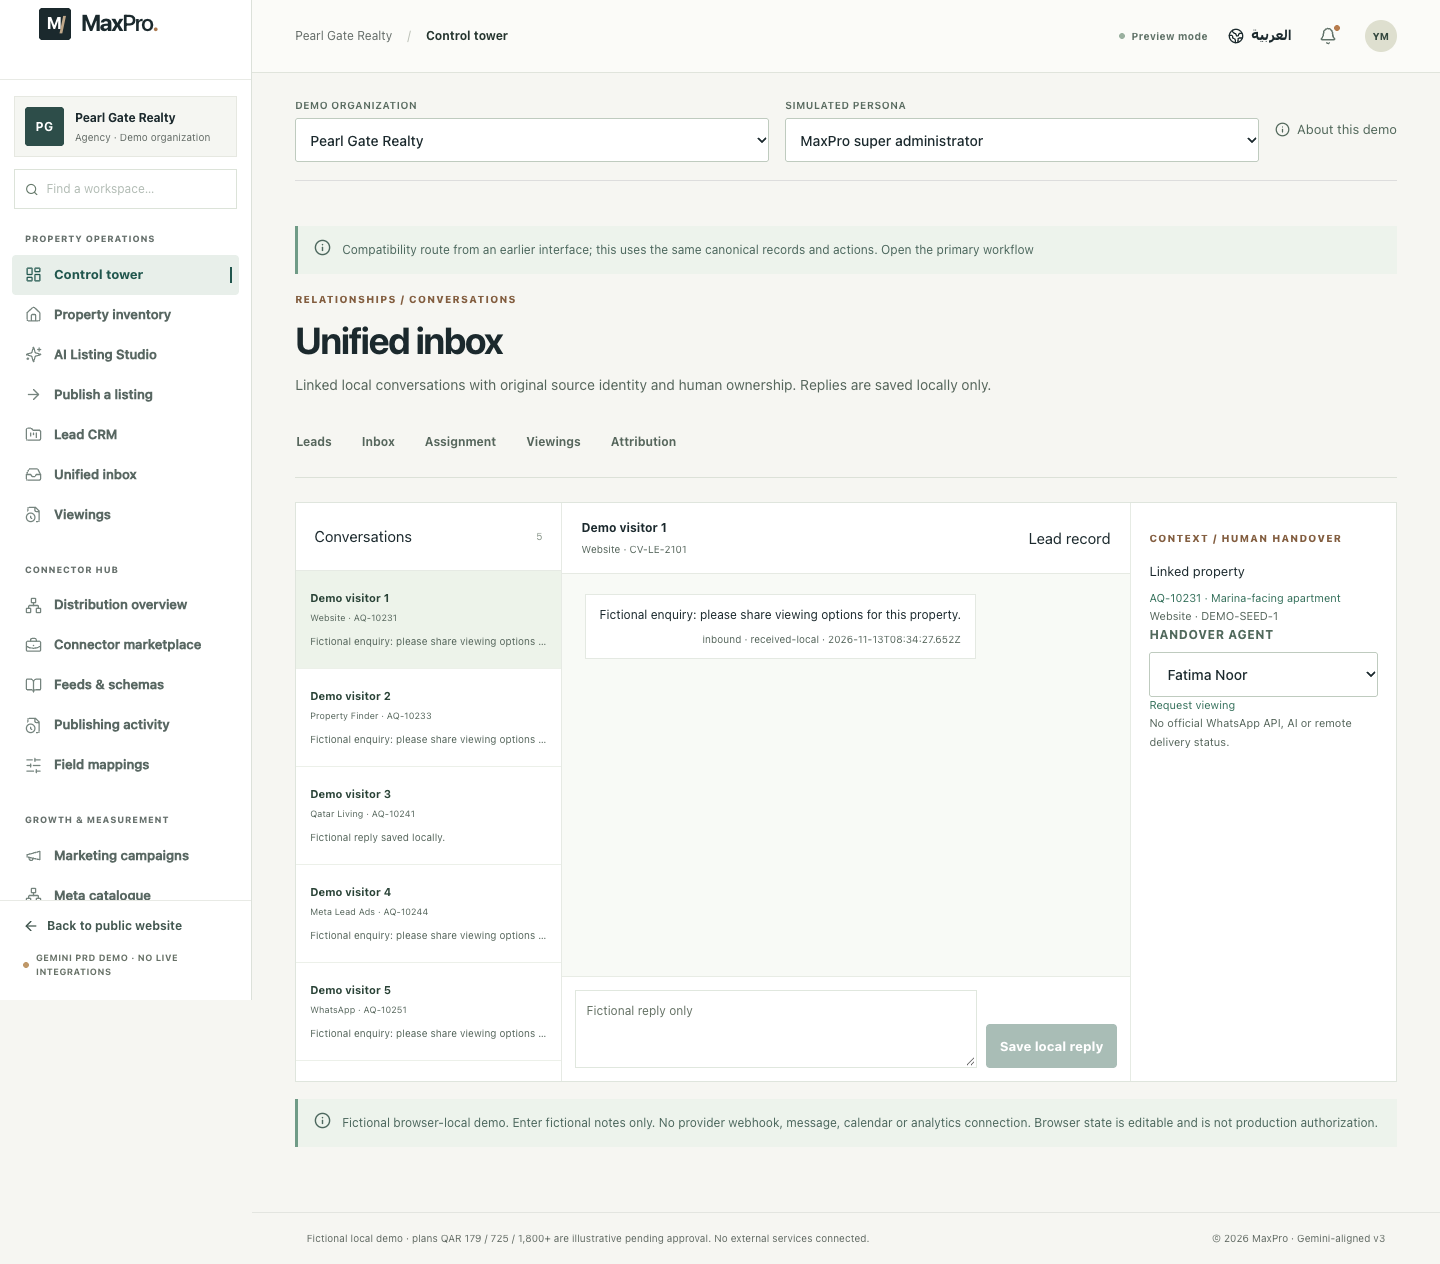 M/ MaxPro.
PG
Pearl Gate Realty
Agency · Demo organization
Find a workspace...
PROPERTY OPERATIONS
Control tower
Property inventory
AI Listing Studio
Publish a listing
Lead CRM
Unified inbox
Viewings
CONNECTOR HUB
Distribution overview
Connector marketplace
Feeds & schemas
Publishing activity
Field mappings
GROWTH & MEASUREMENT
Marketing campaigns
Meta catalogue
Back to public website
GEMINI PRD DEMO · NO LIVE
INTEGRATIONS
Pearl Gate Realty / Control tower
Preview mode
العربية
YM
DEMO ORGANIZATION
Pearl Gate Realty
SIMULATED PERSONA
MaxPro super administrator
About this demo
Compatibility route from an earlier interface; this uses the same canonical records and actions. Open the primary workflow
RELATIONSHIPS / CONVERSATIONS
Unified inbox
Linked local conversations with original source identity and human ownership. Replies are saved locally only.
Leads Inbox Assignment Viewings Attribution
Conversations 5
Demo visitor 1
Website · AQ-10231
Fictional enquiry: please share viewing options ...
Demo visitor 2
Property Finder · AQ-10233
Fictional enquiry: please share viewing options ...
Demo visitor 3
Qatar Living · AQ-10241
Fictional reply saved locally.
Demo visitor 4
Meta Lead Ads · AQ-10244
Fictional enquiry: please share viewing options ...
Demo visitor 5
WhatsApp · AQ-10251
Fictional enquiry: please share viewing options ...
Demo visitor 1
Website · CV-LE-2101
Lead record
Fictional enquiry: please share viewing options for this property.
inbound · received-local · 2026-11-13T08:34:27.652Z
Fictional reply only
Save local reply
CONTEXT / HUMAN HANDOVER
Linked property
AQ-10231 · Marina-facing apartment
Website · DEMO-SEED-1
HANDOVER AGENT
Fatima Noor
Request viewing
No official WhatsApp API, AI or remote
delivery status.
Fictional browser-local demo. Enter fictional notes only. No provider webhook, message, calendar or analytics connection. Browser state is editable and is not production authorization.
Fictional local demo · plans QAR 179 / 725 / 1,800+ are illustrative pending approval. No external services connected.
© 2026 MaxPro · Gemini-aligned v3